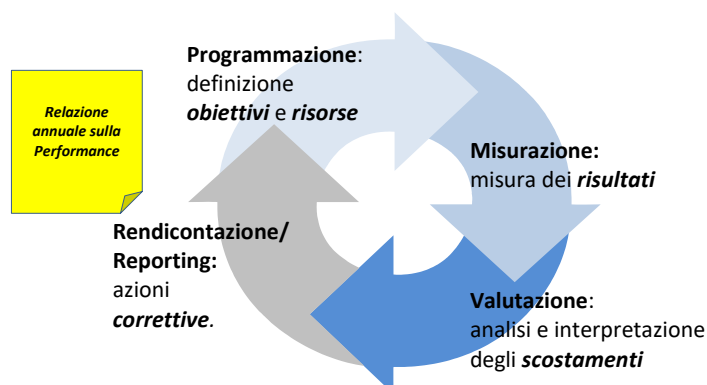 Programmazione:
definizione
obiettivi e risorse
Relazione
annuale sulla
Performance
Misurazione:
misura dei risultati
Rendicontazione/
Reporting:
azioni
correttive.
Valutazione:
analisi e interpretazione
degli scostamenti